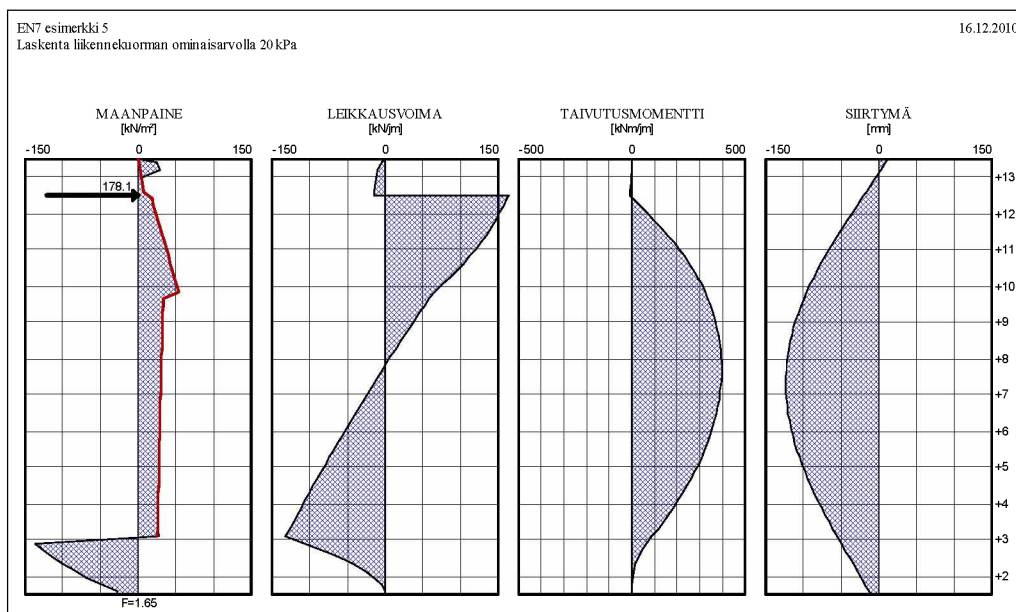 EN7 esimerkki 5 16.12.2010
Laskenta liikennekuorman ominaisarvolla 20 kPa
MAANPAINE LEIKKAUSVOIMA TAIVUTUSMOMENTTI SIIRTYMÄ
[kN/m²] [kN/jm] [kNm/jm] [mm]
-150 0 150 -150 0 150 -500 0 500 -150 0 150
+13
178.1
+12
+11
+10
+9
+8
+7
+6
+5
+4
+3
+2
F=1.65